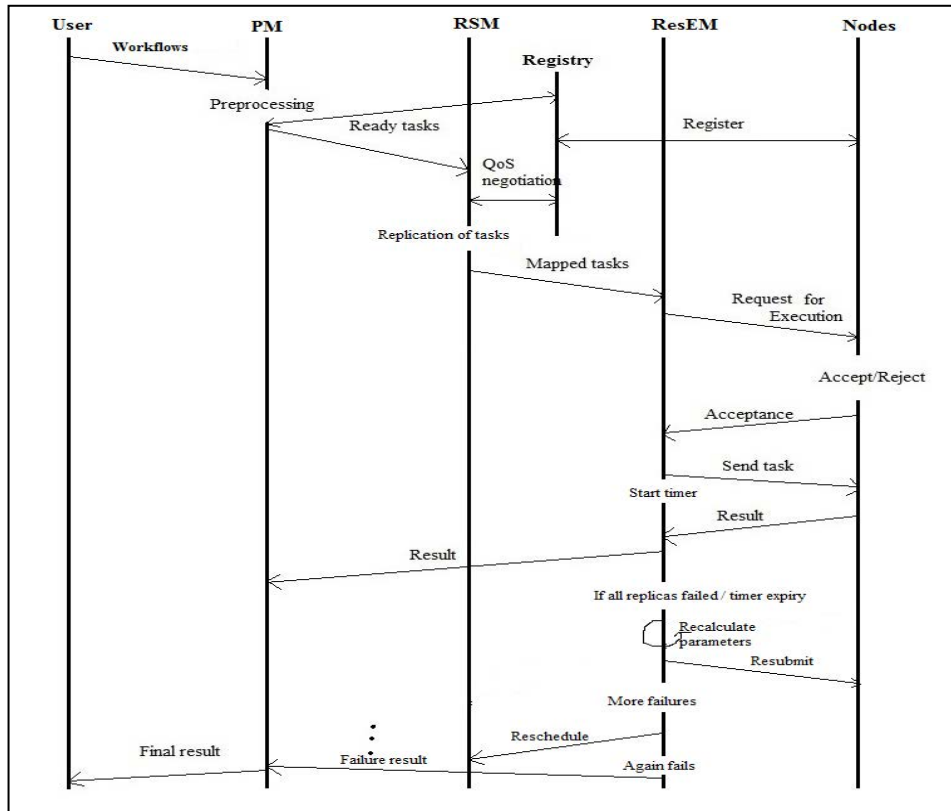 User PM RSM ResEM Nodes
Workflows
Registry
Preprocessing
Ready tasks
Register
QoS
negotiation
Replication of tasks
Mapped tasks
Request for
Execution
Accept/Reject
Acceptance
Send task
Start timer
Result
Result
If all replicas failed / timer expiry
Recalculate
parameters
Resubmit
More failures
Reschedule
Final result
Failure result
Again fails